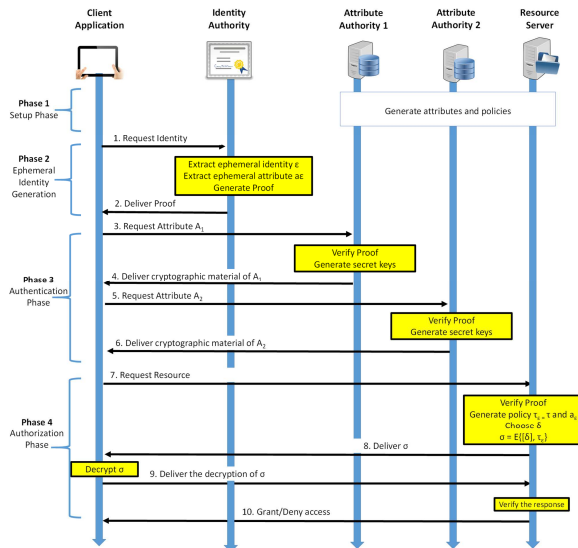 Client Application
Identity Authority
Attribute Authority 1
Attribute Authority 2
Resource Server
Phase 1
Setup Phase
Generate attributes and policies
Phase 2
Ephemeral Identity Generation
1. Request Identity
Extract ephemeral identity ε
Extract ephemeral attribute aε
Generate Proof
2. Deliver Proof
3. Request Attribute A₁
Verify Proof
Generate secret keys
Phase 3
Authentication Phase
4. Deliver cryptographic material of A₁
5. Request Attribute A₂
Verify Proof
Generate secret keys
6. Deliver cryptographic material of A₂
7. Request Resource
Phase 4
Authorization Phase
Verify Proof
Generate policy τε = τ and aε
Choose δ
σ = E{[δ], τε}
8. Deliver σ
Decrypt σ
9. Deliver the decryption of σ
Verify the response
10. Grant/Deny access